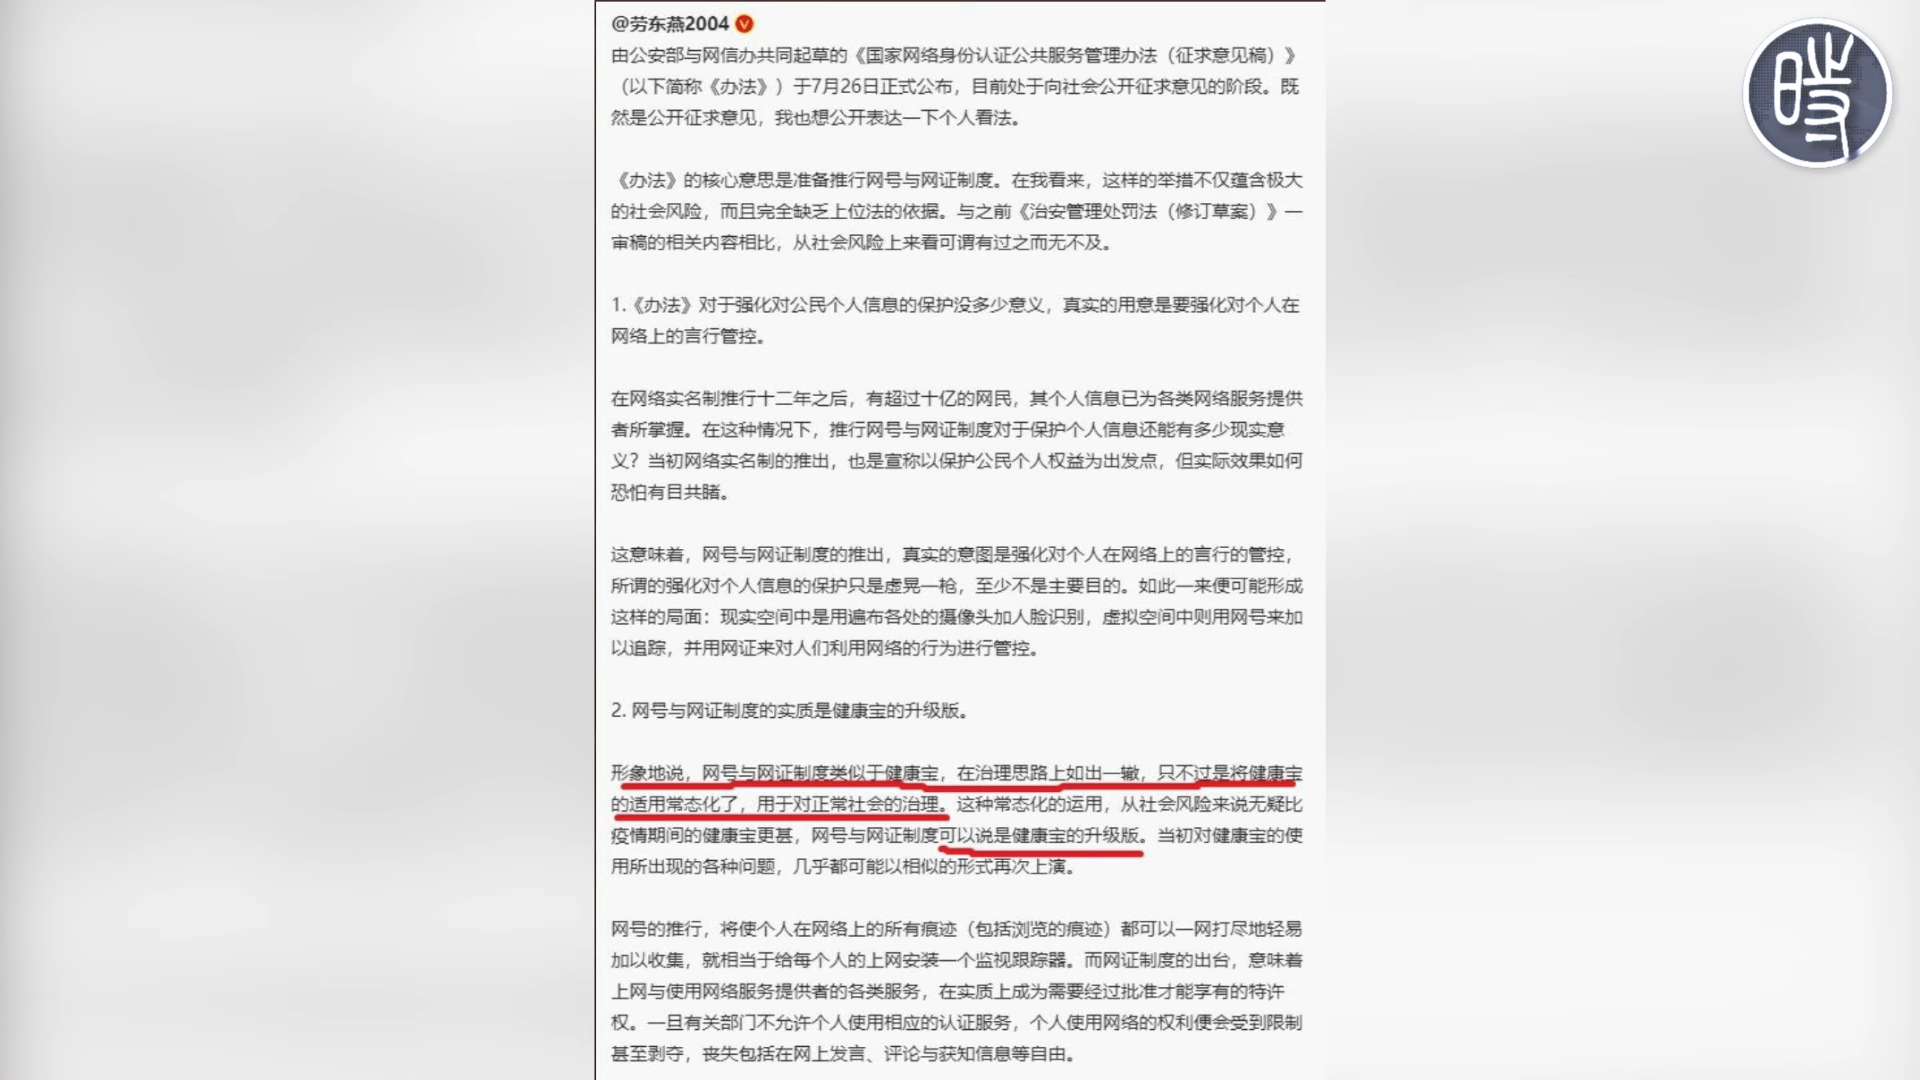 @劳东燕2004
由公安部与网信办共同起草的《国家网络身份认证公共服务管理办法（征求意见稿）》
（以下简称《办法》）于7月26日正式公布，目前处于向社会公开征求意见的阶段。既
然是公开征求意见，我也想公开表达一下个人看法。
《办法》的核心意思是准备推行网号与网证制度。在我看来，这样的举措不仅蕴含极大
的社会风险，而且完全缺乏上位法的依据。与之前《治安管理处罚法（修订草案）》一
审稿的相关内容相比，从社会风险上来看可谓有过之而无不及。
1.《办法》对于强化对公民个人信息的保护没多少意义，真实的用意是要强化对个人在
网络上的言行管控。
在网络实名制推行十二年之后，有超过十亿的网民，其个人信息已为各类网络服务提供
者所掌握。在这种情况下，推行网号与网证制度对于保护个人信息还能有多少现实意
义？当初网络实名制的推出，也是宣称以保护公民个人权益为出发点，但实际效果如何
恐怕有目共睹。
这意味着，网号与网证制度的推出，真实的意图是强化对个人在网络上的言行的管控，
所谓的强化对个人信息的保护只是虚晃一枪，至少不是主要目的。如此一来便可能形成
这样的局面：现实空间中是用遍布各处的摄像头加人脸识别，虚拟空间中则用网号来加
以追踪，并用网证来对人们利用网络的行为进行管控。
2. 网号与网证制度的实质是健康宝的升级版。
形象地说，网号与网证制度类似于健康宝，在治理思路上如出一辙，只不过是将健康宝
的适用常态化了，用于对正常社会的治理。这种常态化的运用，从社会风险来说无疑比
疫情期间的健康宝更甚，网号与网证制度可以说是健康宝的升级版。当初对健康宝的使
用所出现的各种问题，几乎都可能以相似的形式再次上演。
网号的推行，将使个人在网络上的所有痕迹（包括浏览的痕迹）都可以一网打尽地轻易
加以收集，就相当于给每个人的上网安装一个监视跟踪器。而网证制度的出台，意味着
上网与使用网络服务提供者的各类服务，在实质上成为需要经过批准才能享有的特许
权。一旦有关部门不允许个人使用相应的认证服务，个人使用网络的权利便会受到限制
甚至剥夺，丧失包括在网上发言、评论与获知信息等自由。